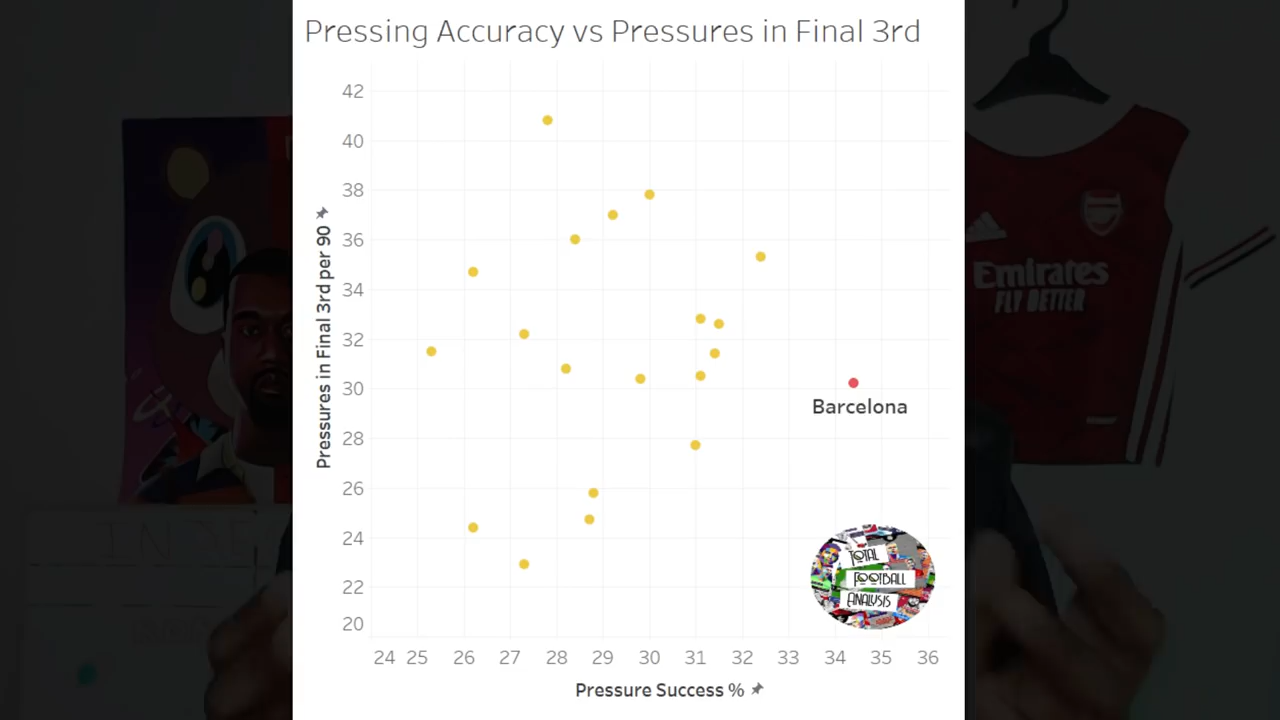 Pressing Accuracy vs Pressures in Final 3rd
42
40
38
36
34
32
30
28
26
24
22
20
Pressures in Final 3rd per 90
Barcelona
TOTAL
FOOTBALL
ANALYSIS
24 25 26 27 28 29 30 31 32 33 34 35 36
Pressure Success %
Emirates
FLY BETTER